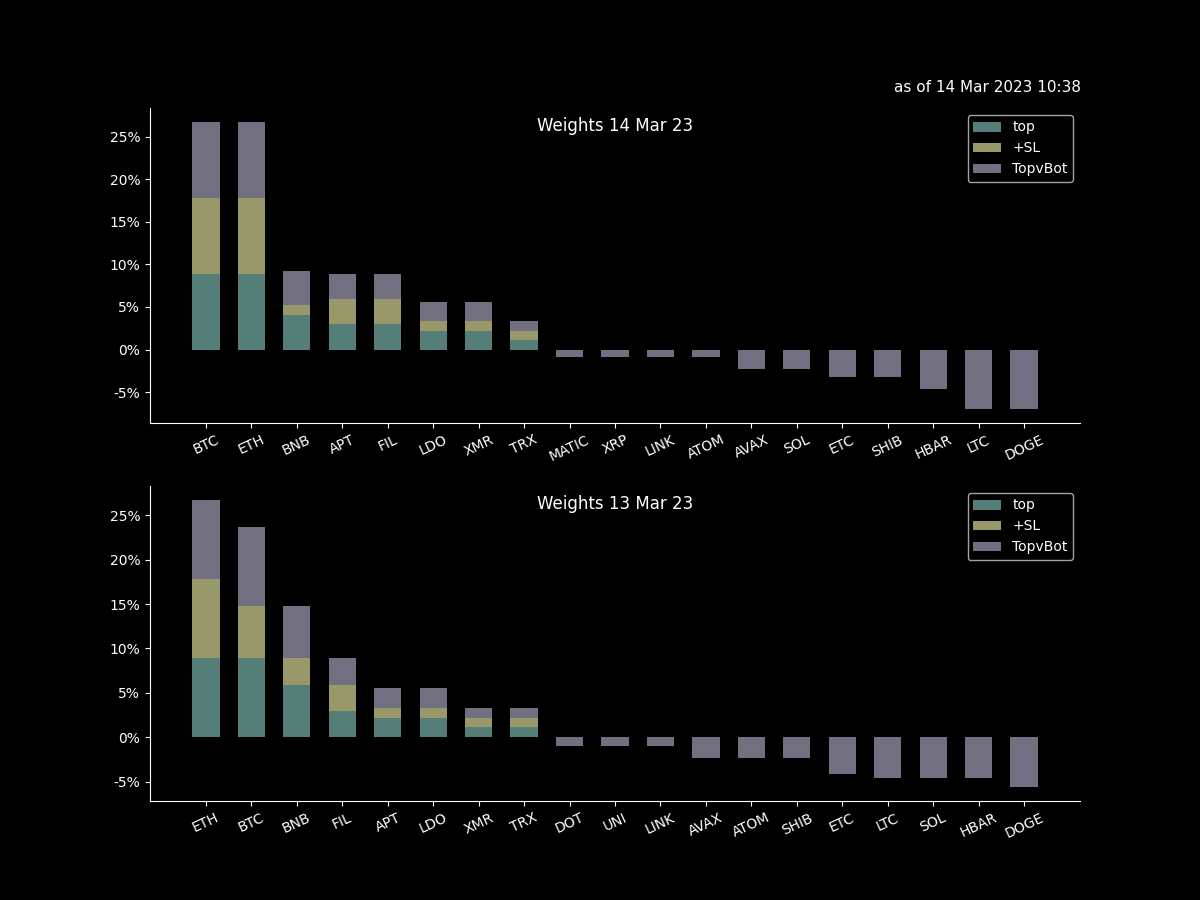 as of 14 Mar 2023 10:38
Weights 14 Mar 23
top
+SL
TopvBot
25%
20%
15%
10%
5%
0%
-5%
BTC ETH BNB APT FIL LDO XMR TRX MATIC XRP LINK ATOM AVAX SOL ETC SHIB HBAR LTC DOGE
Weights 13 Mar 23
top
+SL
TopvBot
25%
20%
15%
10%
5%
0%
-5%
ETH BTC BNB FIL APT LDO XMR TRX DOT UNI LINK AVAX ATOM SHIB ETC LTC SOL HBAR DOGE